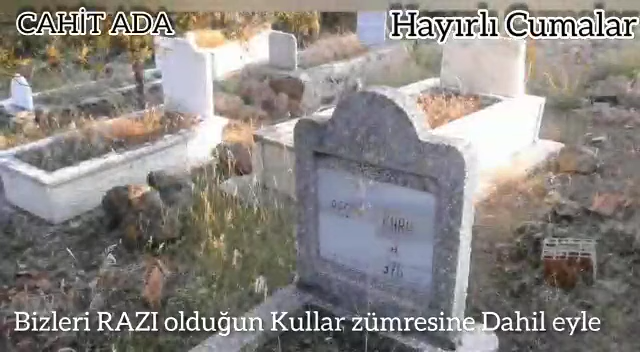 CAHİT ADA
Hayırlı Cumalar
Bizleri RAZI olduğun Kullar zümresine Dahil eyle